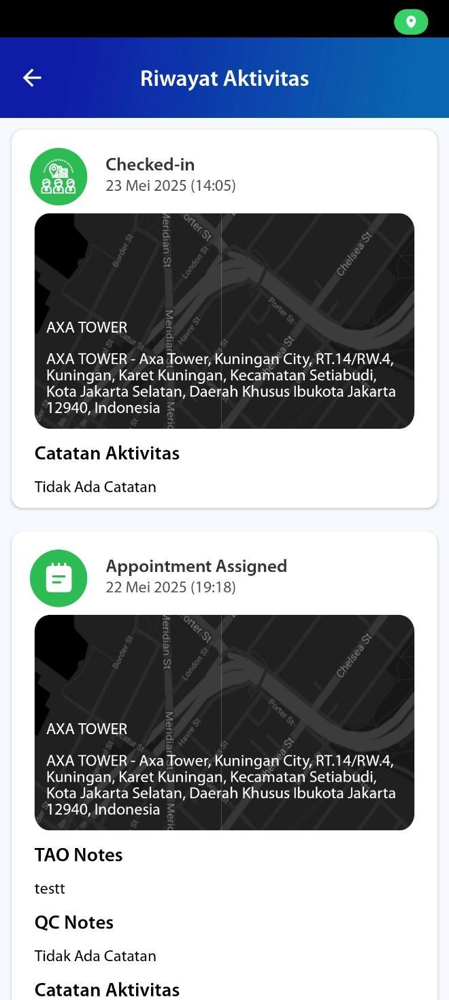 Riwayat Aktivitas
Checked-in
23 Mei 2025 (14:05)
Meridian St
Porter St
Border St
London St
Chelsea St
Porter St
Havre St
AXA TOWER
AXA TOWER - Axa Tower, Kuningan City, RT.14/RW.4,
Kuningan, Karet Kuningan, Kecamatan Setiabudi,
Kota Jakarta Selatan, Daerah Khusus Ibukota Jakarta
12940, Indonesia
Catatan Aktivitas
Tidak Ada Catatan
Appointment Assigned
22 Mei 2025 (19:18)
Meridian St
Porter St
Border St
London St
Chelsea St
Porter St
Havre St
AXA TOWER
AXA TOWER - Axa Tower, Kuningan City, RT.14/RW.4,
Kuningan, Karet Kuningan, Kecamatan Setiabudi,
Kota Jakarta Selatan, Daerah Khusus Ibukota Jakarta
12940, Indonesia
TAO Notes
testt
QC Notes
Tidak Ada Catatan
Catatan Aktivitas